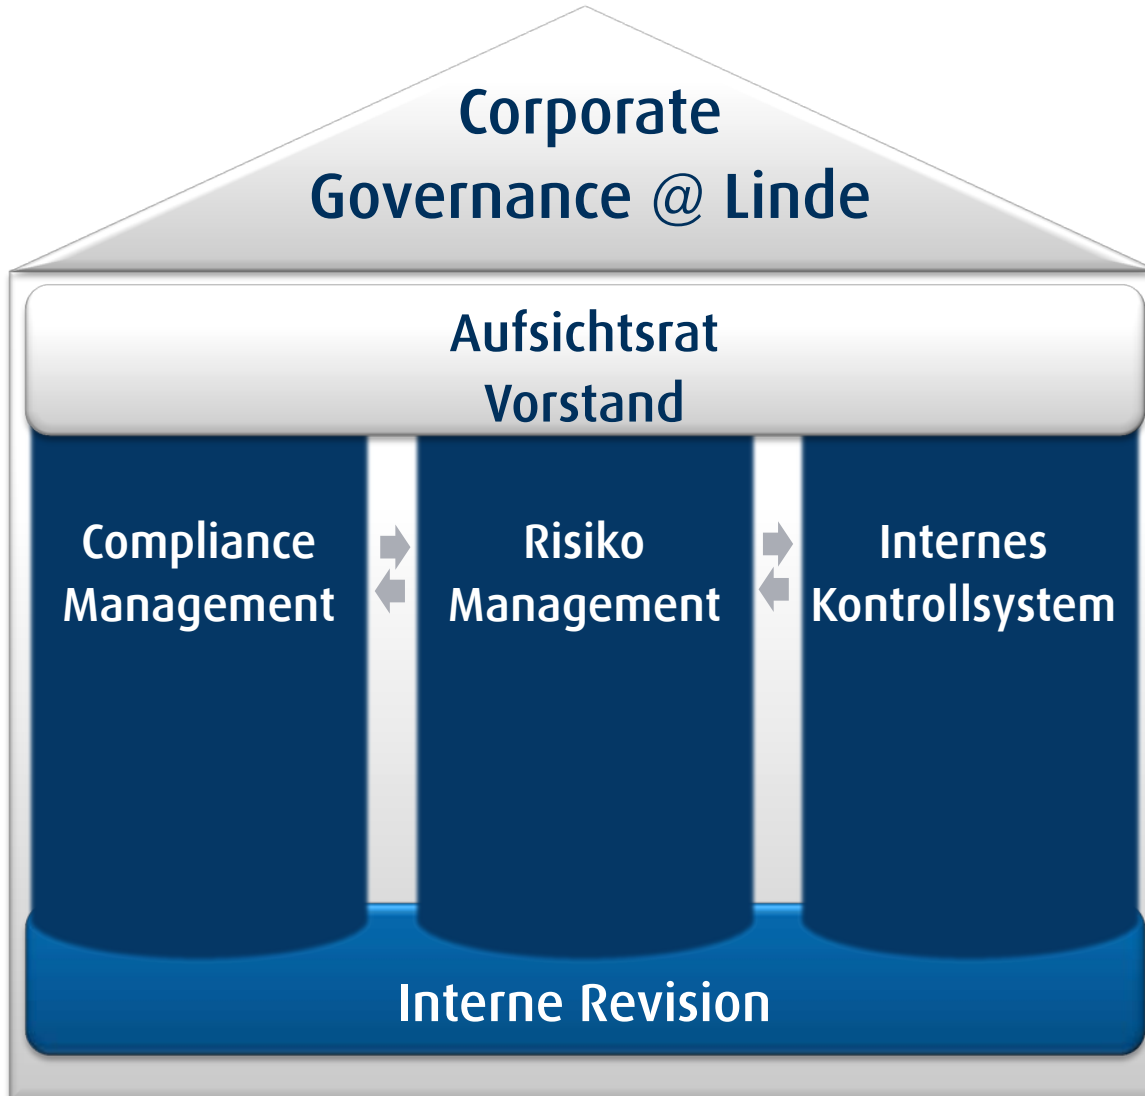 Corporate
Governance @ Linde
Aufsichtsrat
Vorstand
Compliance
Management
Risiko
Management
Internes
Kontrollsystem
Interne Revision